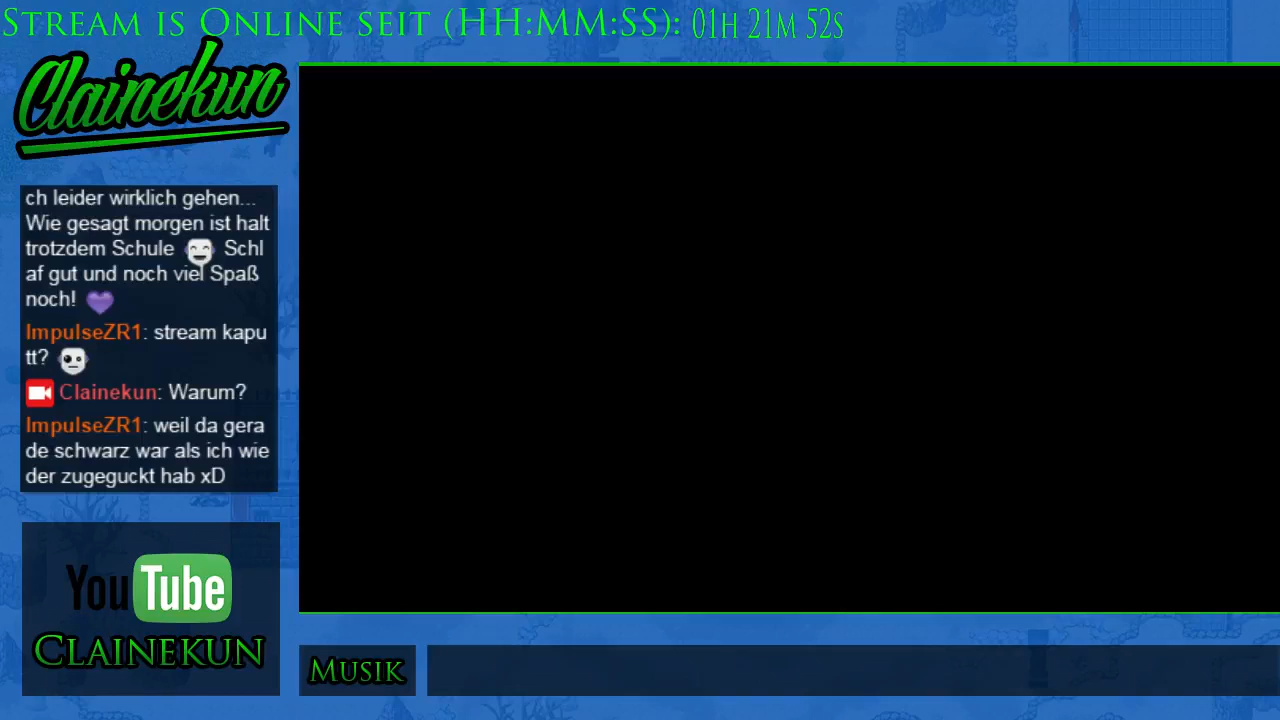 Stream is Online seit (HH:MM:SS): 01h 21m 52s
Clainekun
ch leider wirklich gehen...
Wie gesagt morgen ist halt
trotzdem Schule Schl
af gut und noch viel Spaß
noch!
ImpulseZR1: stream kapu
tt?
Clainekun: Warum?
ImpulseZR1: weil da gera
de schwarz war als ich wie
der zugeguckt hab xD
YouTube
Clainekun
Musik